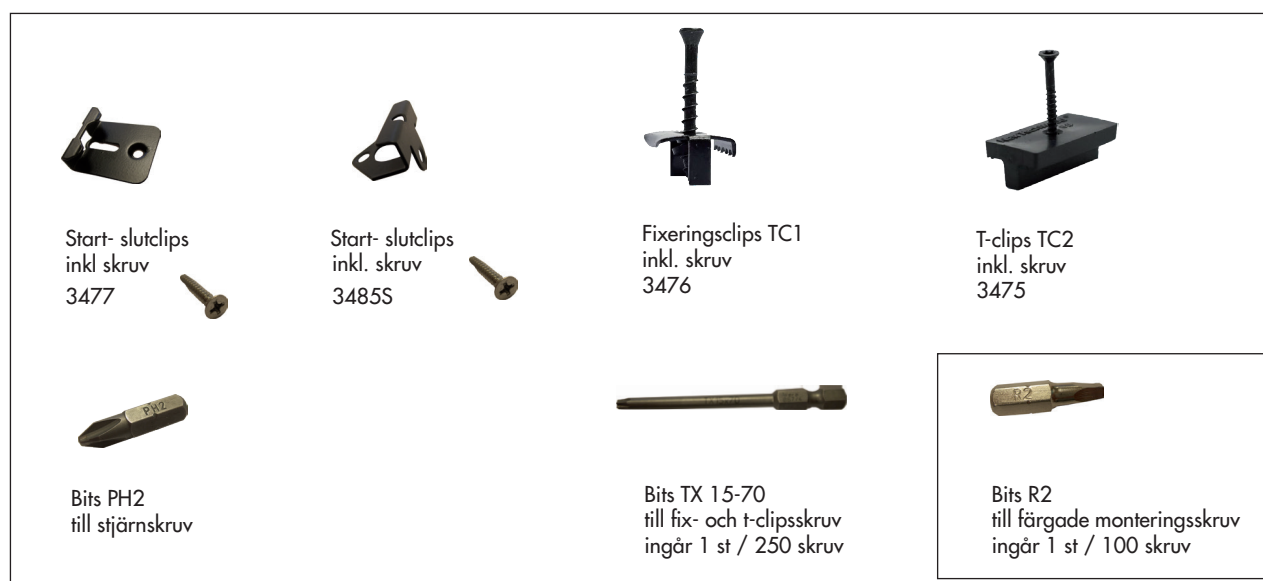 Start- slutclips
inkl skruv
3477
Start- slutclips
inkl. skruv
3485S
Fixeringsclips TC1
inkl. skruv
3476
T-clips TC2
inkl. skruv
3475
PH2
Bits PH2
till stjärnskruv
Bits TX 15-70
till fix- och t-clipsskruv
ingår 1 st / 250 skruv
R2
Bits R2
till färgade monteringsskruv
ingår 1 st / 100 skruv